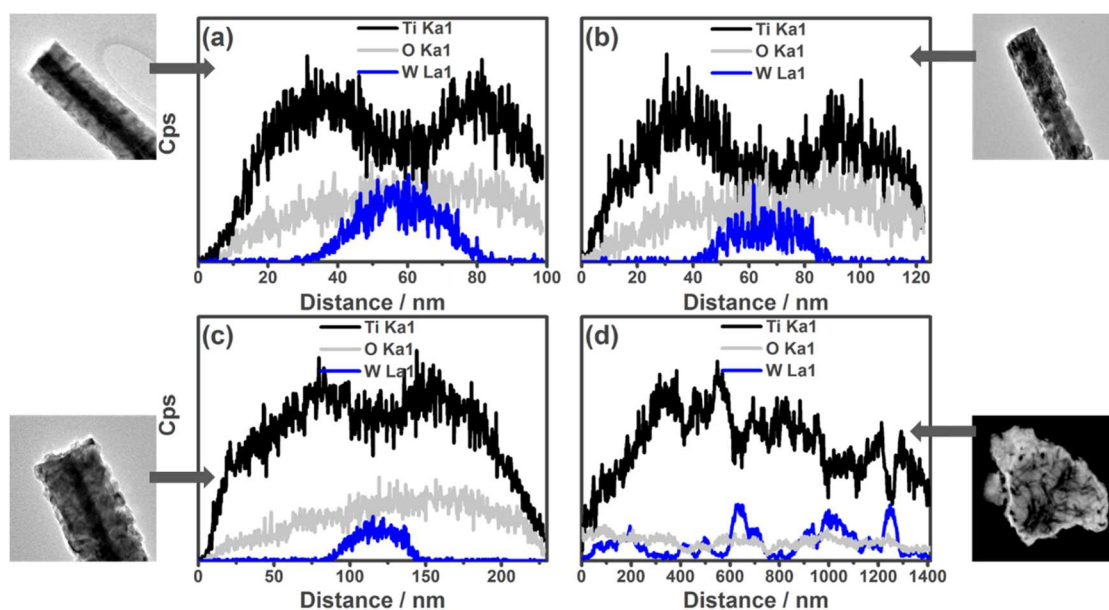 (a)
Ti Ka1
O Ka1
W La1
Cps
0 20 40 60 80 100
Distance / nm
(b)
Ti Ka1
O Ka1
W La1
0 20 40 60 80 100 120
Distance / nm
(c)
Ti Ka1
O Ka1
W La1
Cps
0 50 100 150 200
Distance / nm
(d)
Ti Ka1
O Ka1
W La1
0 200 400 600 800 1000 1200 1400
Distance / nm